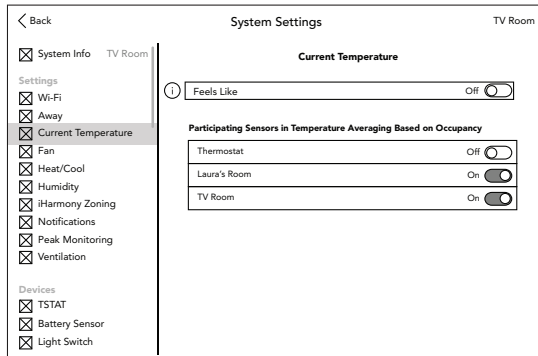 Back
System Settings
TV Room
System Info TV Room
Settings
Wi-Fi
Away
Current Temperature
Fan
Heat/Cool
Humidity
iHarmony Zoning
Notifications
Peak Monitoring
Ventilation
Devices
TSTAT
Battery Sensor
Light Switch
Current Temperature
i
Feels Like Off
Participating Sensors in Temperature Averaging Based on Occupancy
Thermostat Off
Laura's Room On
TV Room On